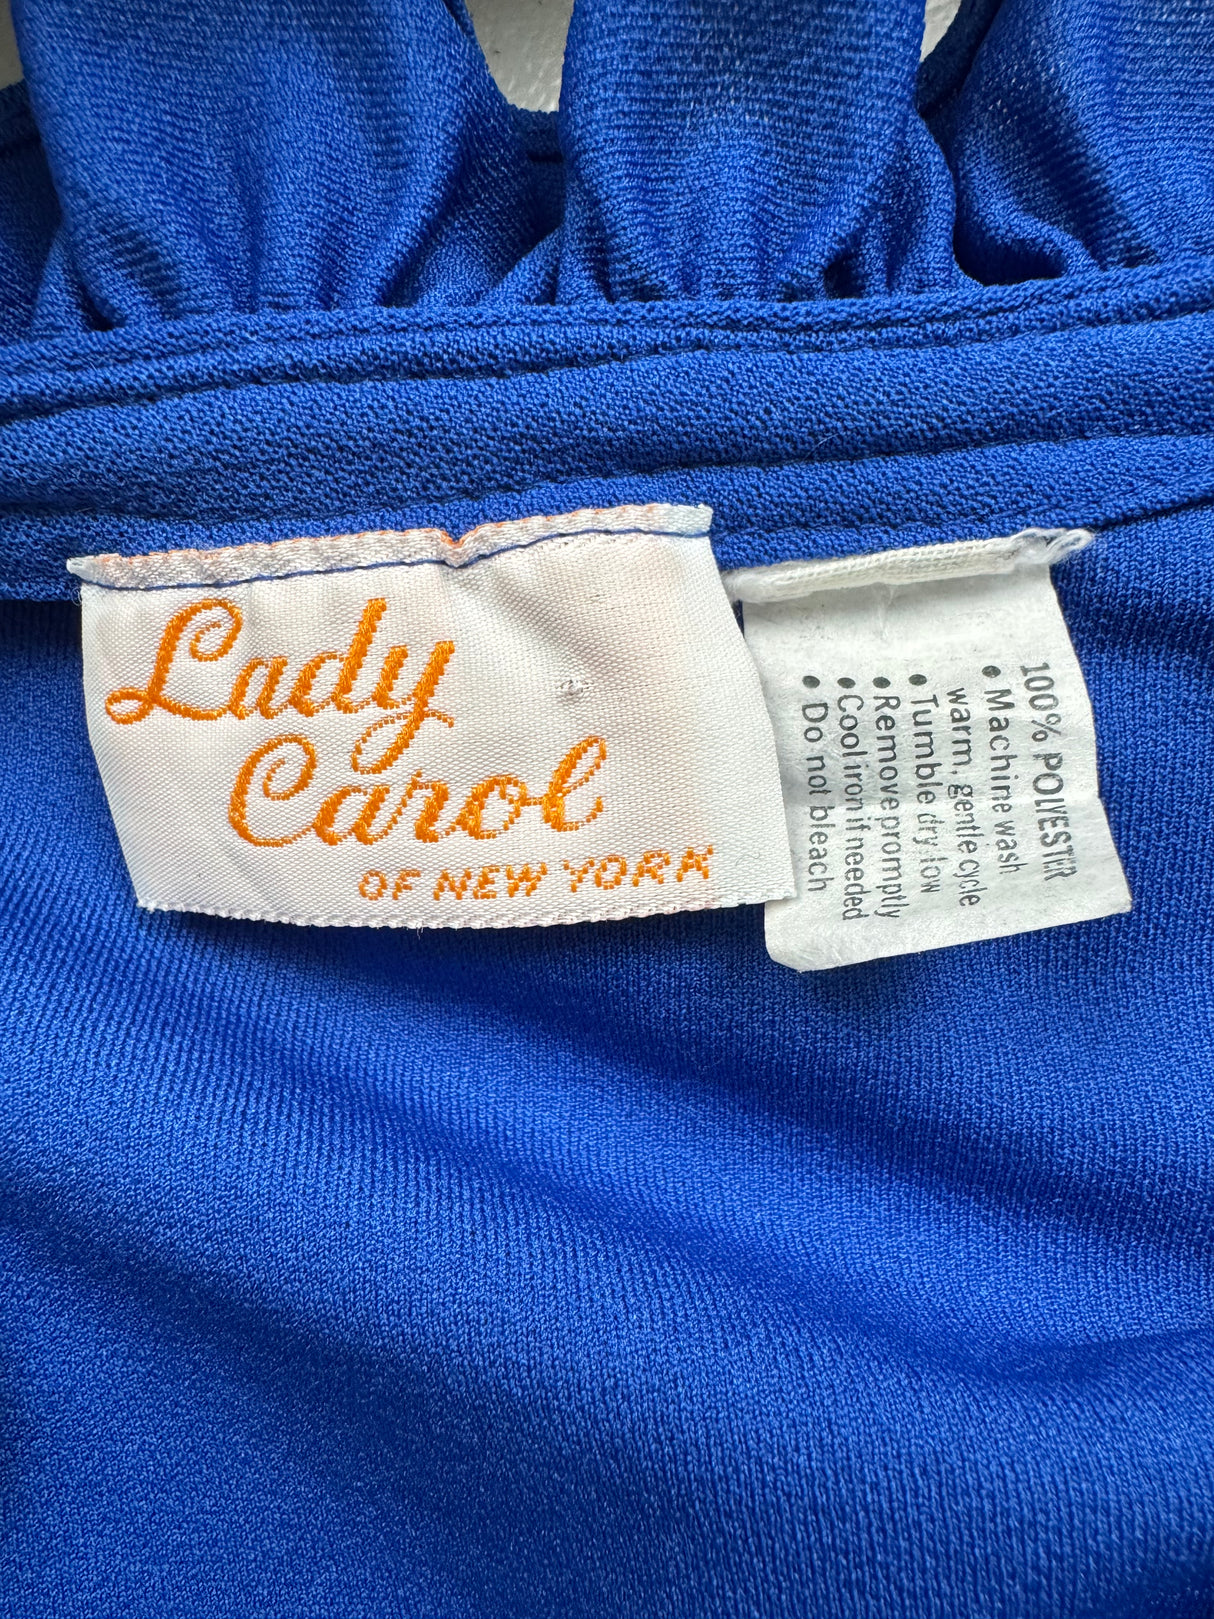 Lady
Carol
OF NEW YORK
100% POLYESTER
• Machine wash
warm, gentle cycle
• Tumble dry low
• Remove promptly
• Cool iron if needed
• Do not bleach